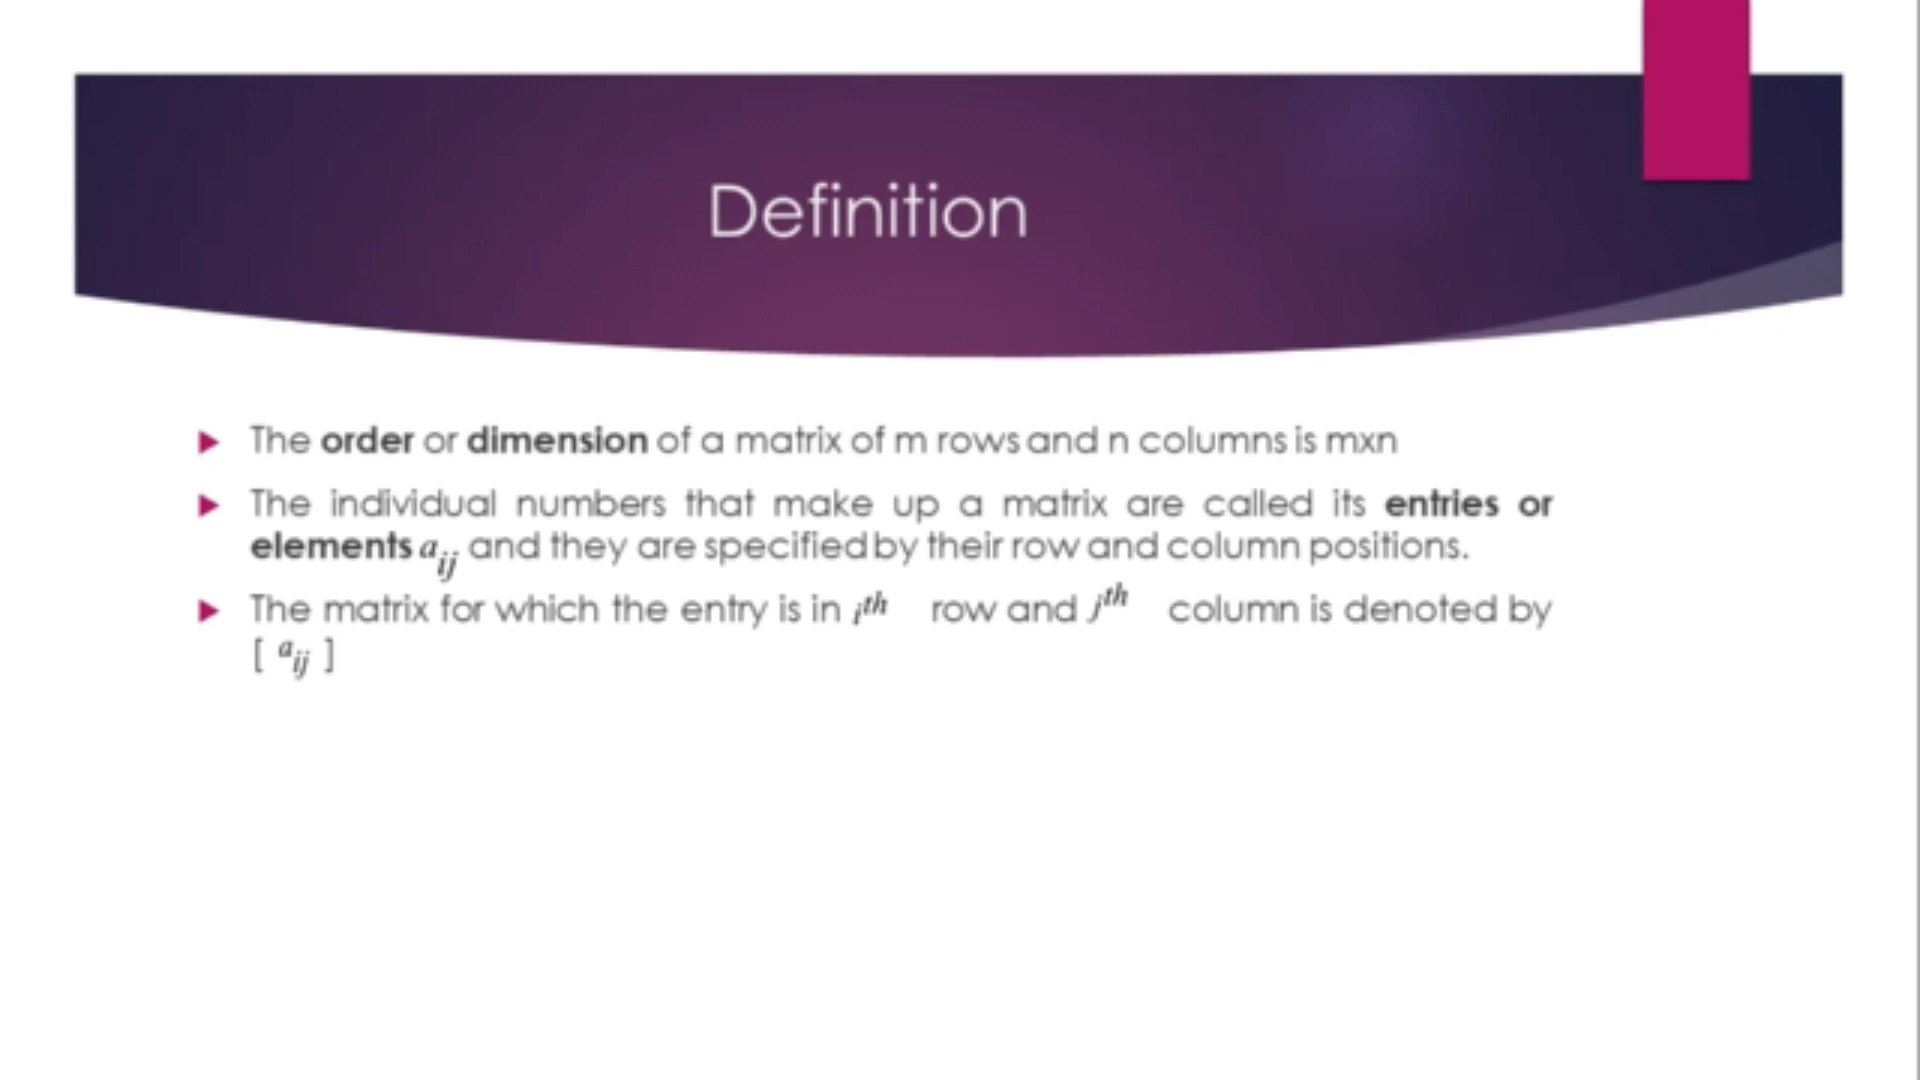 Definition
The order or dimension of a matrix of m rows and n columns is mxn
The individual numbers that make up a matrix are called its entries or
elements aij and they are specified by their row and column positions.
The matrix for which the entry is in ith row and jth column is denoted by
[ aij ]